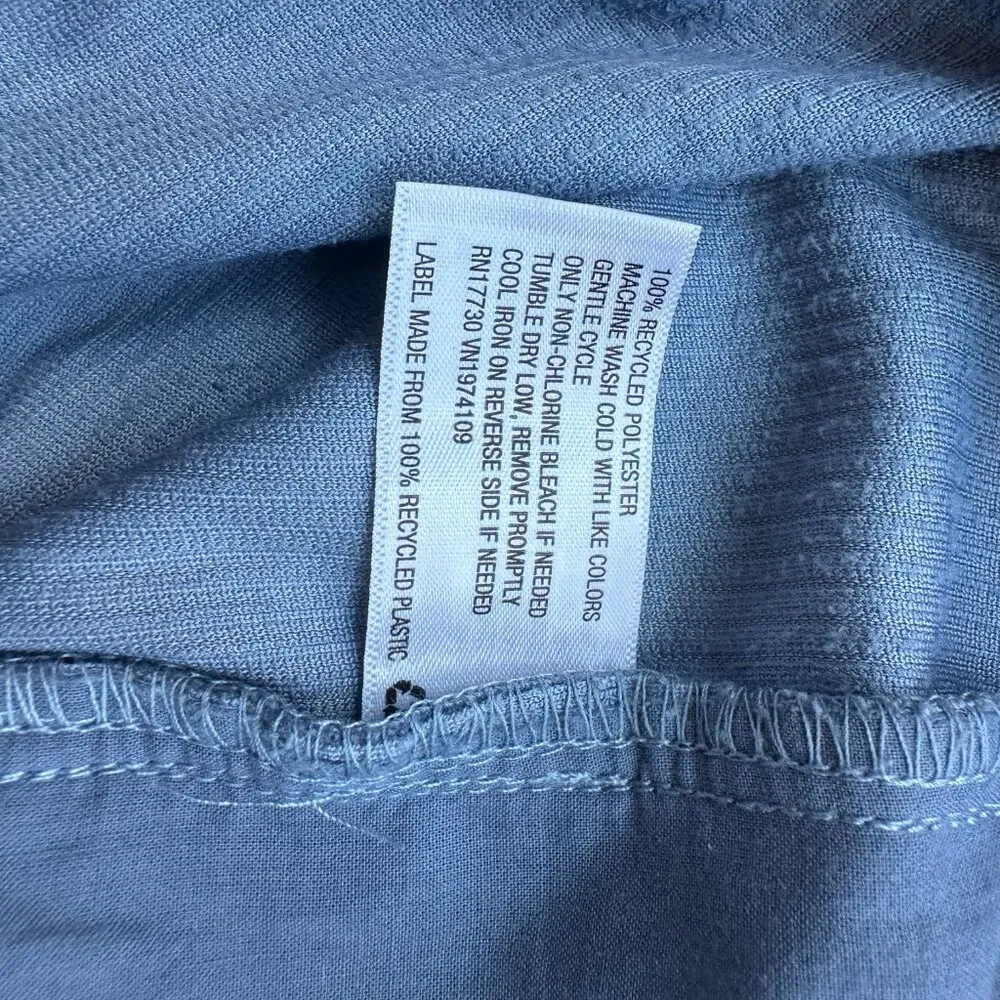 100% RECYCLED POLYESTER
MACHINE WASH COLD WITH LIKE COLORS
GENTLE CYCLE
ONLY NON-CHLORINE BLEACH IF NEEDED
TUMBLE DRY LOW, REMOVE PROMPTLY
COOL IRON ON REVERSE SIDE IF NEEDED
RN17730 VN1974109
LABEL MADE FROM 100% RECYCLED PLASTIC